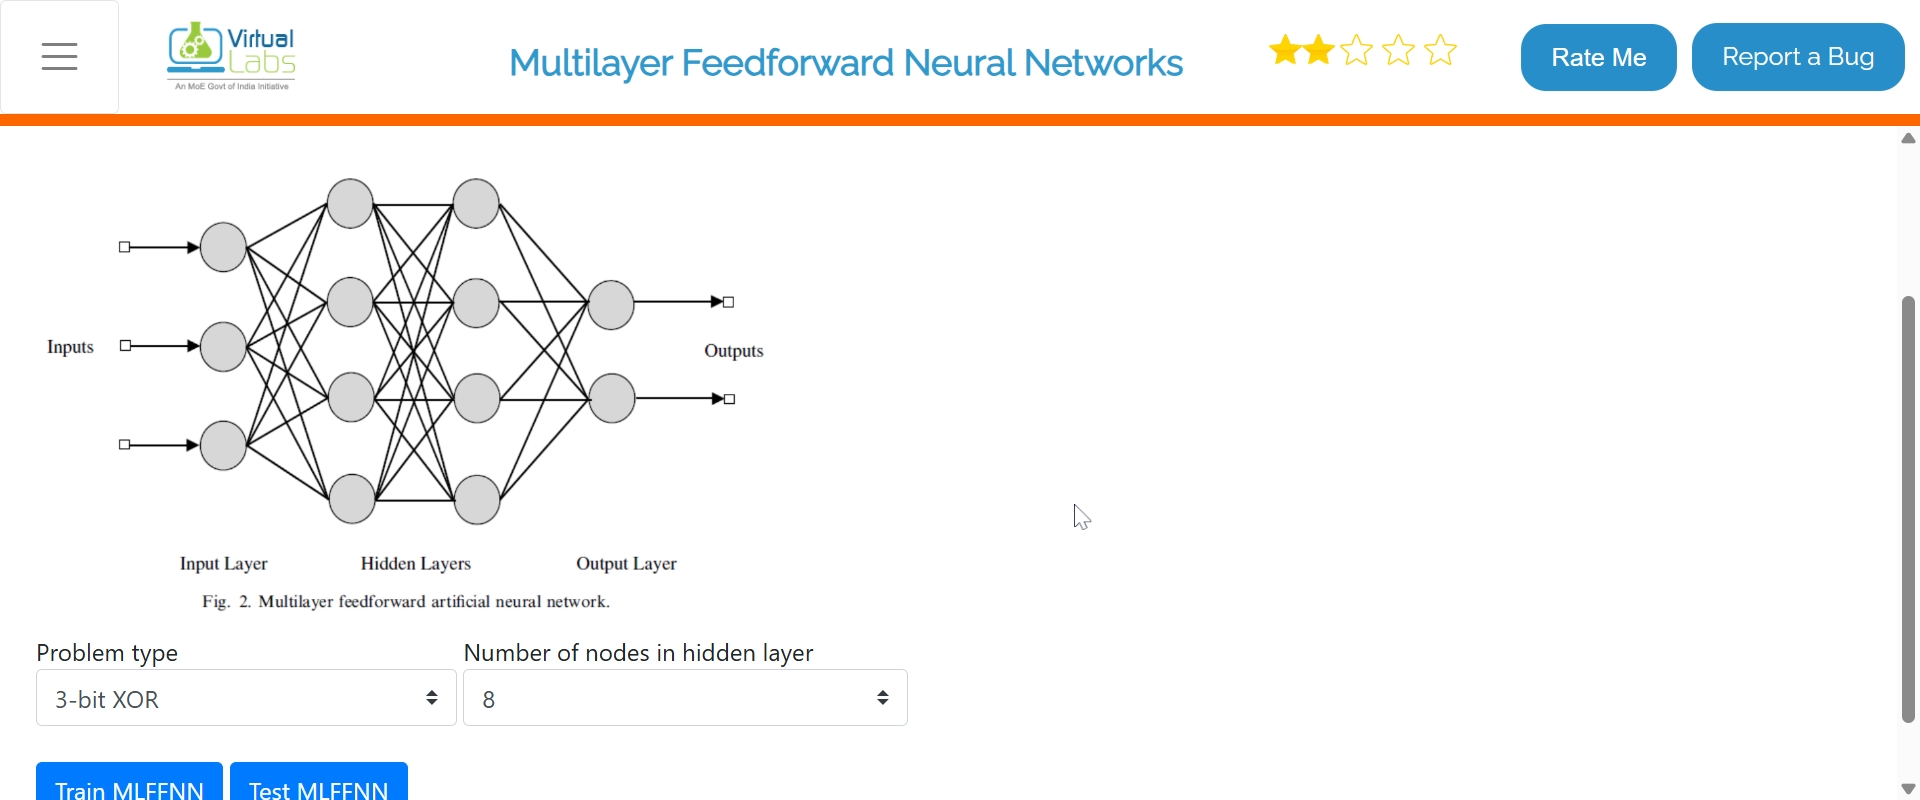 Virtual
Labs
An MoE Govt of India Initiative
Multilayer Feedforward Neural Networks
Rate Me
Report a Bug
Inputs
Outputs
Input Layer
Hidden Layers
Output Layer
Fig. 2. Multilayer feedforward artificial neural network.
Problem type
Number of nodes in hidden layer
3-bit XOR
8
Train MLFFNN
Test MLFFNN